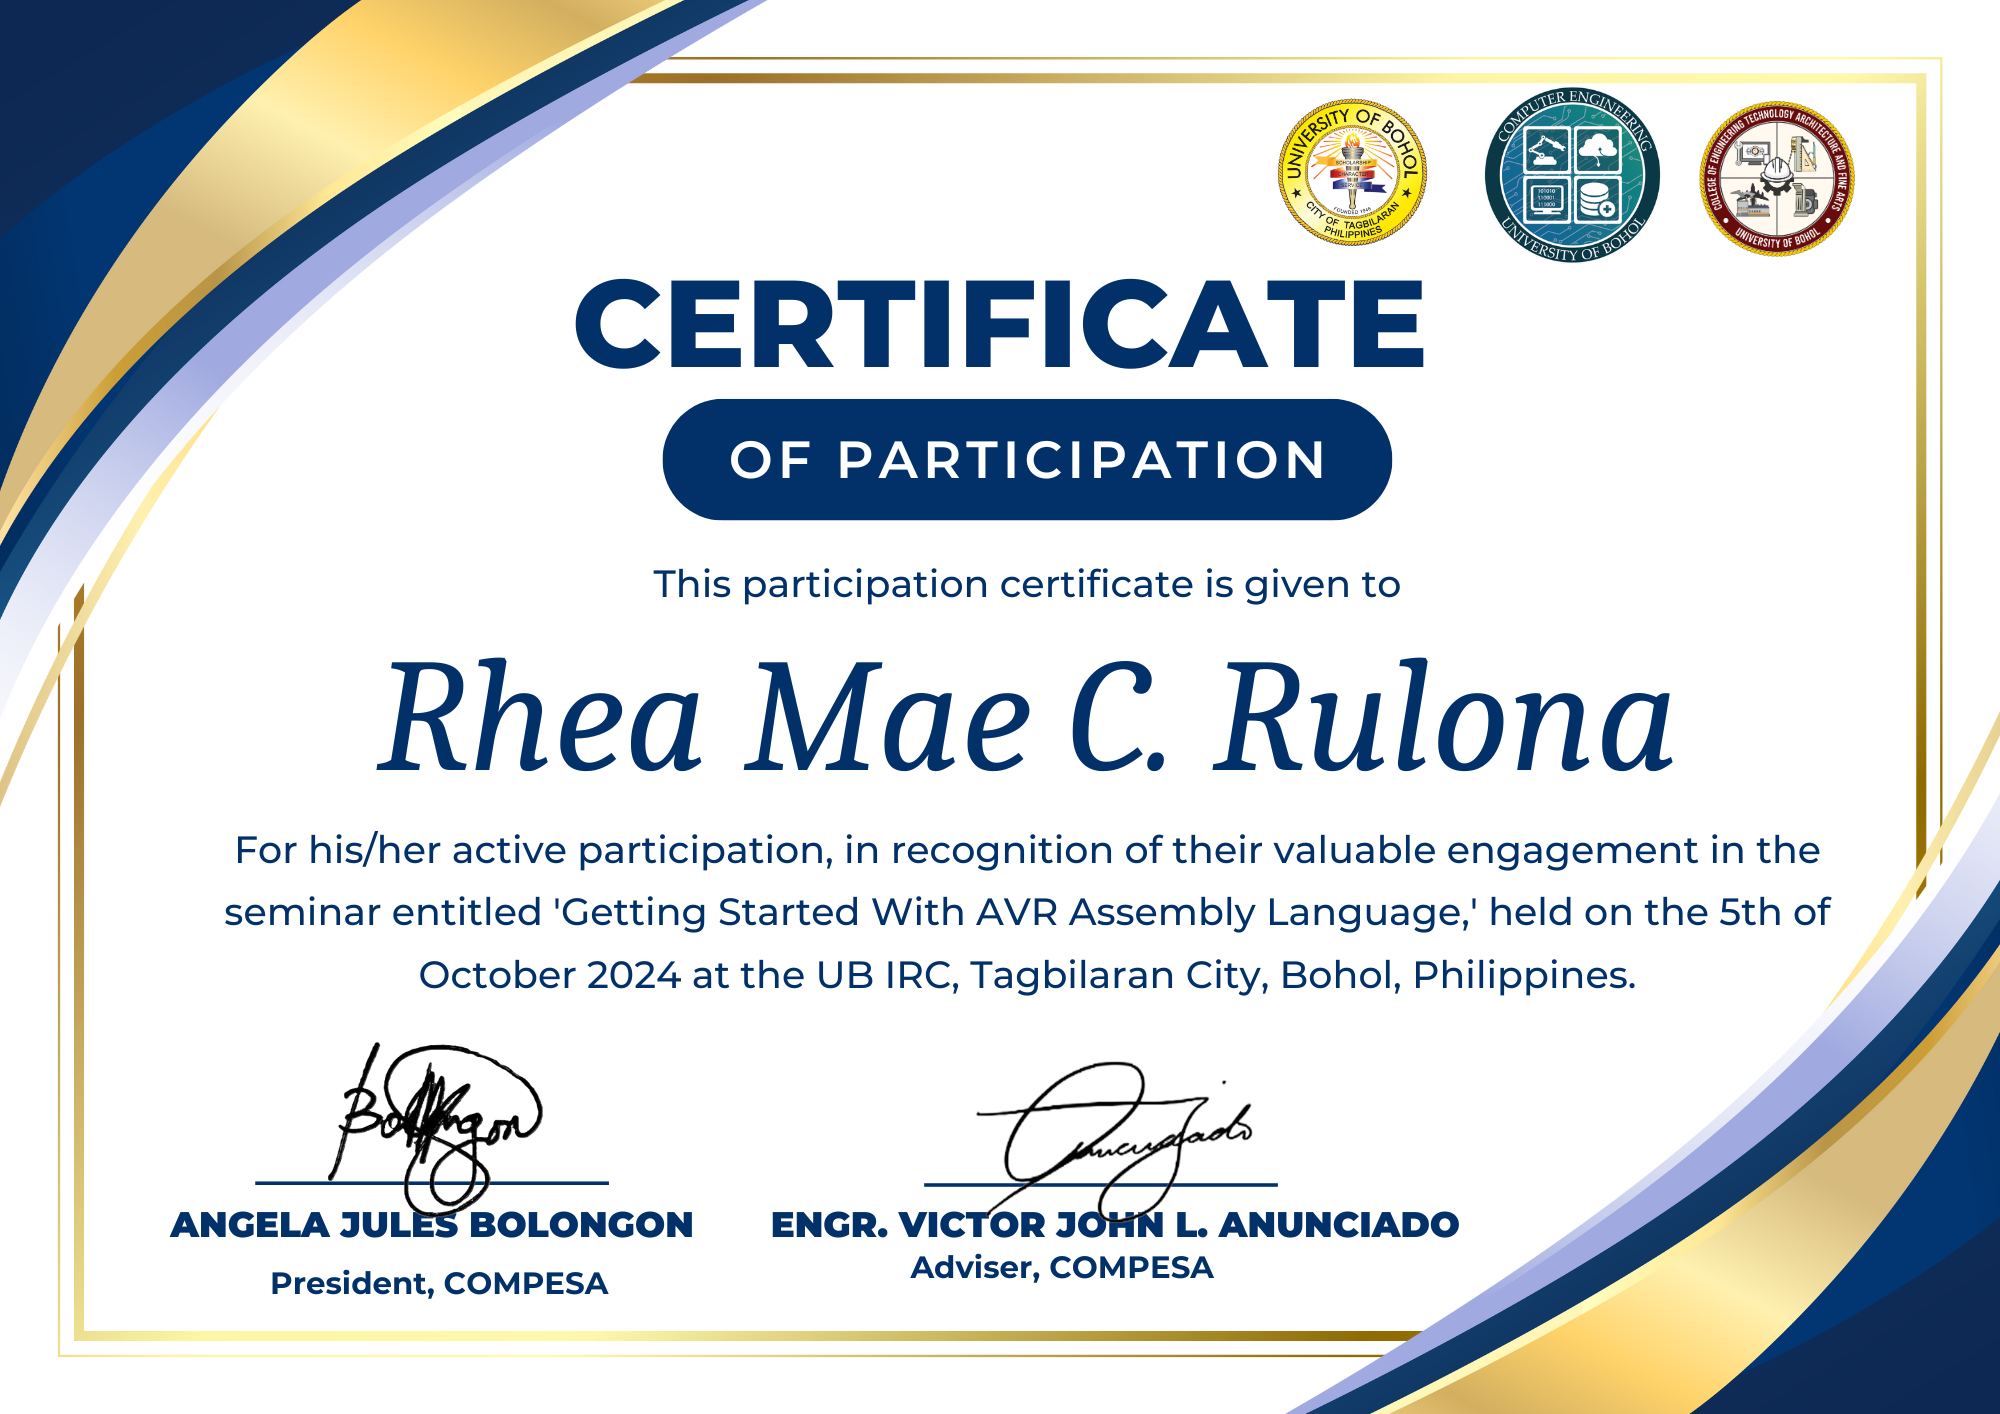 UNIVERSITY OF BOHOL
SCHOLARSHIP
CHARACTER
SERVICE
FOUNDED 1946
CITY OF TAGBILARAN
PHILIPPINES
COMPUTER ENGINEERING
101010
110001
111000
UNIVERSITY OF BOHOL
COLLEGE OF ENGINEERING TECHNOLOGY ARCHITECTURE AND FINE ARTS
UNIVERSITY OF BOHOL
CERTIFICATE
OF PARTICIPATION
This participation certificate is given to
Rhea Mae C. Rulona
For his/her active participation, in recognition of their valuable engagement in the
seminar entitled 'Getting Started With AVR Assembly Language,' held on the 5th of
October 2024 at the UB IRC, Tagbilaran City, Bohol, Philippines.
Bolongon
Anunciado
ANGELA JULES BOLONGON
President, COMPESA
ENGR. VICTOR JOHN L. ANUNCIADO
Adviser, COMPESA